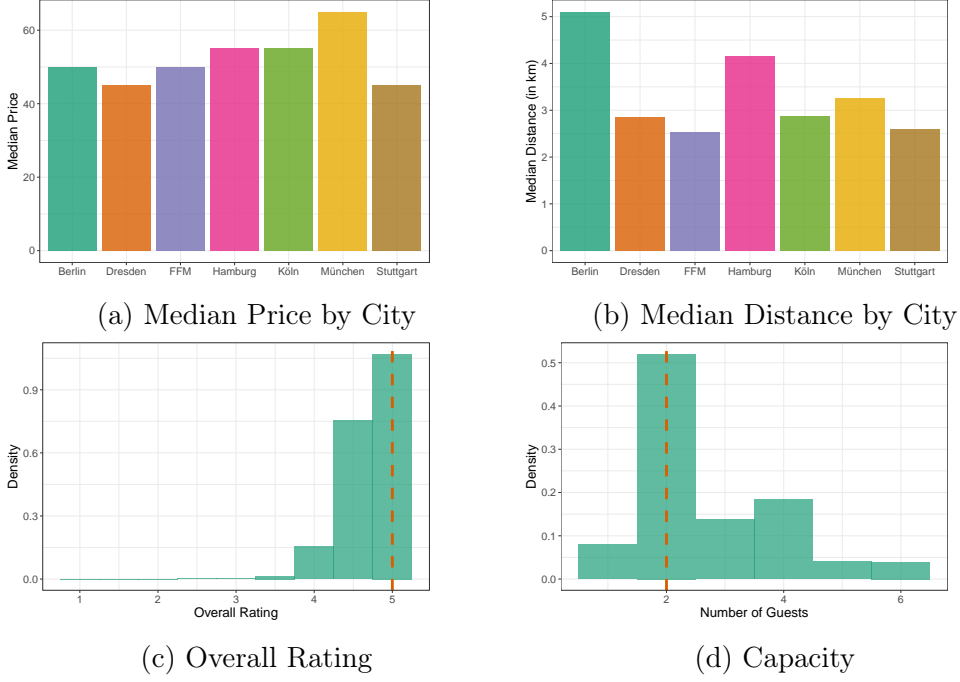 Median Price
60
40
20
0
Berlin Dresden FFM Hamburg Köln München Stuttgart
(a) Median Price by City
Median Distance (in km)
5
4
3
2
1
0
Berlin Dresden FFM Hamburg Köln München Stuttgart
(b) Median Distance by City
Density
0.9
0.6
0.3
0.0
1 2 3 4 5
Overall Rating
(c) Overall Rating
Density
0.5
0.4
0.3
0.2
0.1
0.0
2 4 6
Number of Guests
(d) Capacity